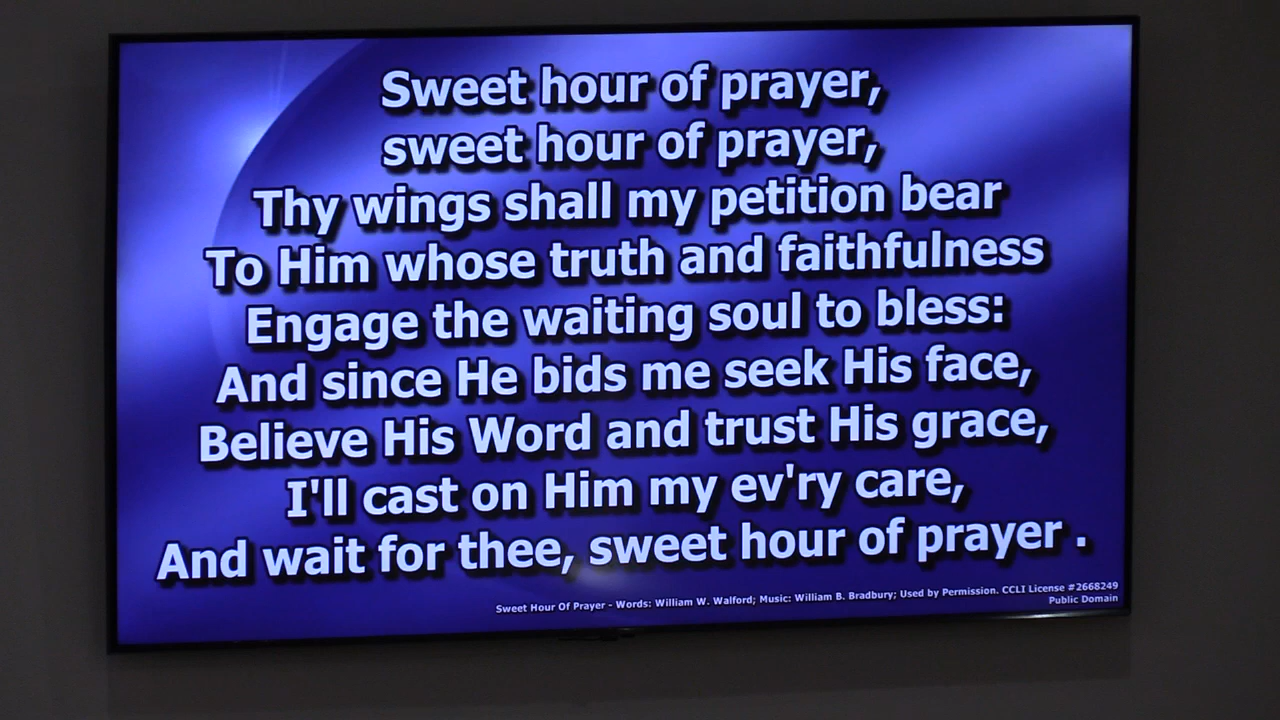 Sweet hour of prayer,
sweet hour of prayer,
Thy wings shall my petition bear
To Him whose truth and faithfulness
Engage the waiting soul to bless:
And since He bids me seek His face,
Believe His Word and trust His grace,
I'll cast on Him my ev'ry care,
And wait for thee, sweet hour of prayer .
Sweet Hour Of Prayer - Words: William W. Walford; Music: William B. Bradbury; Used by Permission. CCLI License #2668249
Public Domain